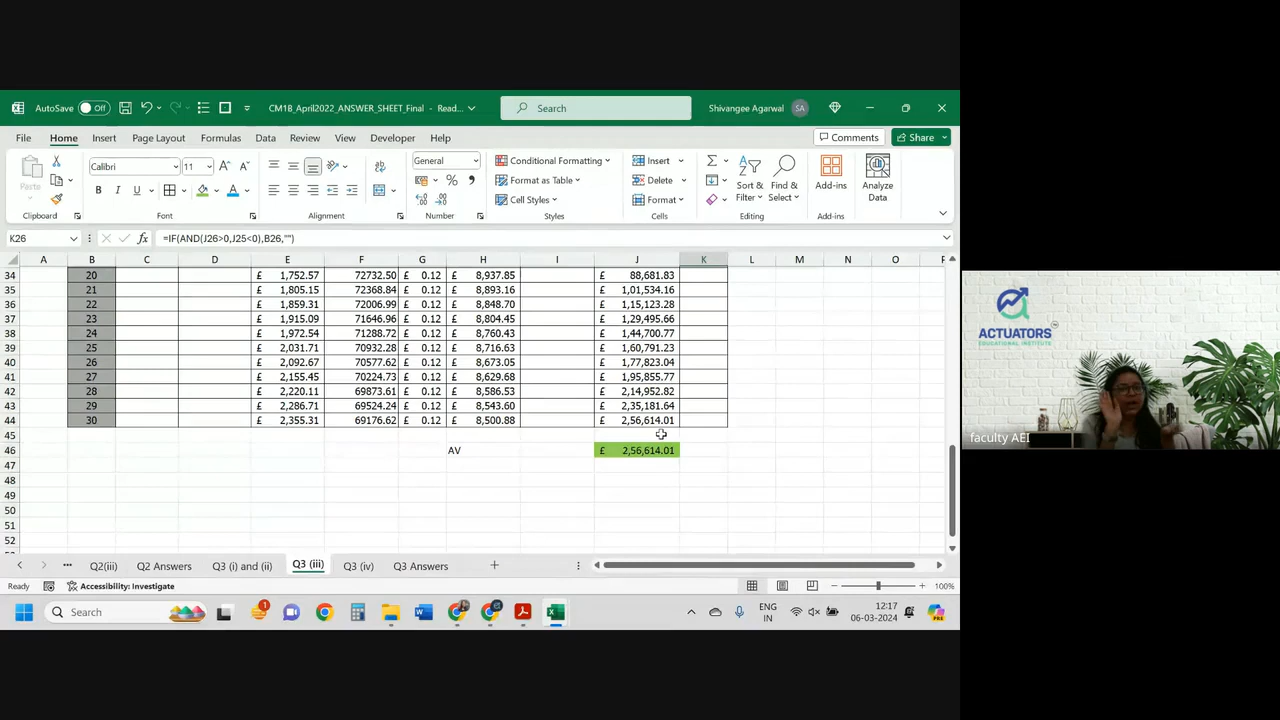 AutoSave Off CM1B_April2022_ANSWER_SHEET_Final - Read... Search Shivangee Agarwal SA
File Home Insert Page Layout Formulas Data Review View Developer Help Comments Share
Paste Calibri 11 B I U General % Conditional Formatting Format as Table Cell Styles Insert Delete Format Sort & Filter Find & Select Add-ins Analyze Data
Clipboard Font Alignment Number Styles Cells Editing Add-ins
K26 fx =IF(AND(J26>0,J25<0),B26,"")
A B C D E F G H I J K L M N O
34 20 £ 1,752.57 72732.50 £ 0.12 £ 8,937.85 £ 88,681.83
35 21 £ 1,805.15 72368.84 £ 0.12 £ 8,893.16 £ 1,01,534.16
36 22 £ 1,859.31 72006.99 £ 0.12 £ 8,848.70 £ 1,15,123.28
37 23 £ 1,915.09 71646.96 £ 0.12 £ 8,804.45 £ 1,29,495.66
38 24 £ 1,972.54 71288.72 £ 0.12 £ 8,760.43 £ 1,44,700.77
39 25 £ 2,031.71 70932.28 £ 0.12 £ 8,716.63 £ 1,60,791.23
40 26 £ 2,092.67 70577.62 £ 0.12 £ 8,673.05 £ 1,77,823.04
41 27 £ 2,155.45 70224.73 £ 0.12 £ 8,629.68 £ 1,95,855.77
42 28 £ 2,220.11 69873.61 £ 0.12 £ 8,586.53 £ 2,14,952.82
43 29 £ 2,286.71 69524.24 £ 0.12 £ 8,543.60 £ 2,35,181.64
44 30 £ 2,355.31 69176.62 £ 0.12 £ 8,500.88 £ 2,56,614.01
45
46 AV £ 2,56,614.01
47
48
49
50
51
52
Q2(iii) Q2 Answers Q3 (i) and (ii) Q3 (iii) Q3 (iv) Q3 Answers
Ready Accessibility: Investigate 100%
Search 1 ENG IN 12:17 06-03-2024
ACTUATORS
EDUCATIONAL INSTITUTE
faculty AEI